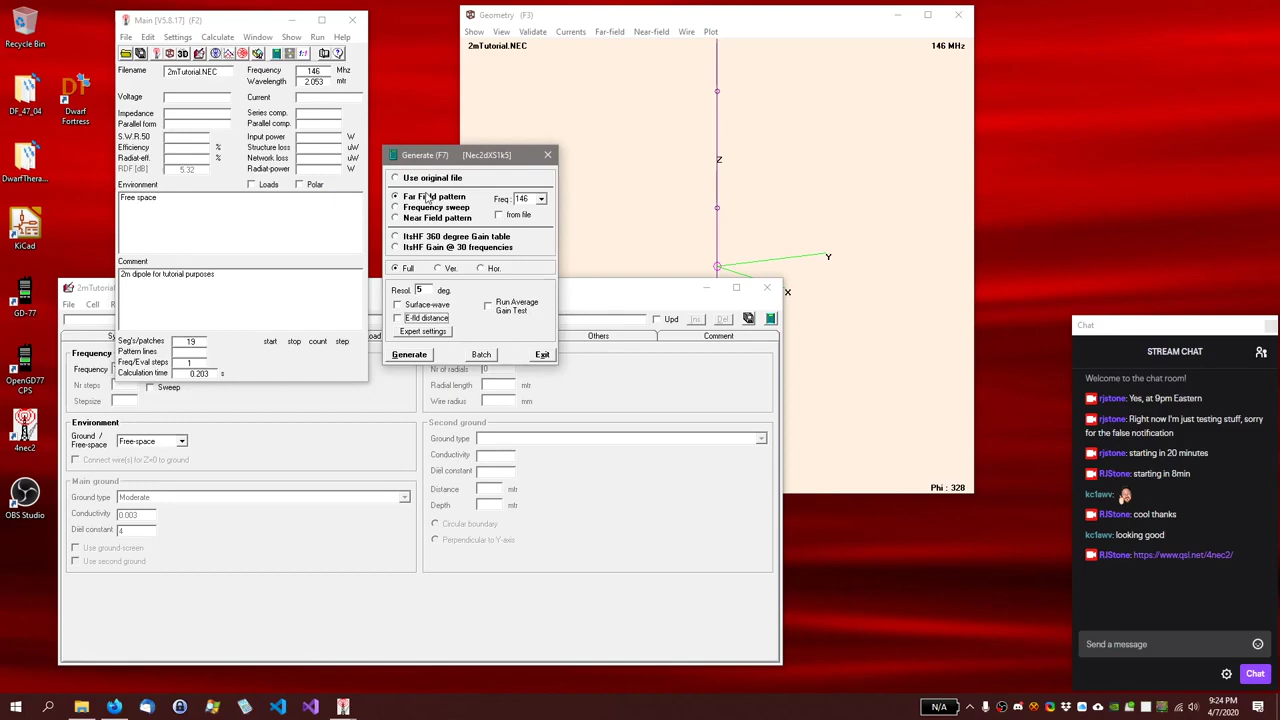 Recycle Bin
DF_47_04
Dwarf
Fortress
DwarfThera...
KiCad
GD-77
OpenGD77
CPS
4nec2
OBS Studio
Main [V5.8.17] (F2)
File Edit Settings Calculate Window Show Run Help
3D
Filename 2mTutorial.NEC Frequency 146 Mhz
Wavelength 2.053 mtr
Voltage Current
Impedance Series comp.
Parallel form Parallel comp.
S.W.R.50 Input power W
Efficiency % Structure loss uW
Radiat-eff. % Network loss uW
RDF [dB] 5.32 Radiat-power W
Environment Loads Polar
Free space
Comment
2m dipole for tutorial purposes
Seg's/patches 19 start stop count step
Pattern lines
Freq/Eval steps 1
Calculation time 0.203 s
Generate (F7) [Nec2dXS1k5]
Use original file
Far Field pattern Freq: 146
Frequency sweep
Near Field pattern from file
ItsHF 360 degree Gain table
ItsHF Gain @ 30 frequencies
Full Ver. Hor.
Resol. 5 deg.
Surface-wave Run Average
Gain Test
E-fld distance
Expert settings
Generate Batch Exit
Geometry (F3)
Show View Validate Currents Far-field Near-field Wire Plot
2mTutorial.NEC 146 MHz
Z
Y
X
Phi : 328
2mTutorial
File Cell
Upd Ins Del
Others Comment
Frequency
Frequency
Nr steps Sweep
Stepsize
Nr of radials 0
Radial length mtr
Wire radius mm
Environment
Ground /
Free-space Free-space
Connect wire(s) for Z=0 to ground
Main ground
Ground type Moderate
Conductivity 0.003
Diël constant 4
Use ground-screen
Use second ground
Second ground
Ground type
Conductivity
Diël constant
Distance mtr
Depth mtr
Circular boundary
Perpendicular to Y-axis
Chat
STREAM CHAT
Welcome to the chat room!
rjstone: Yes, at 9pm Eastern
rjstone: Right now I'm just testing stuff, sorry
for the false notification
rjstone: starting in 20 minutes
RJStone: starting in 8min
kc1awv:
RJStone: cool thanks
kc1awv: looking good
RJStone: https://www.qsl.net/4nec2/
Send a message
Chat
N/A
9:24 PM
4/7/2020